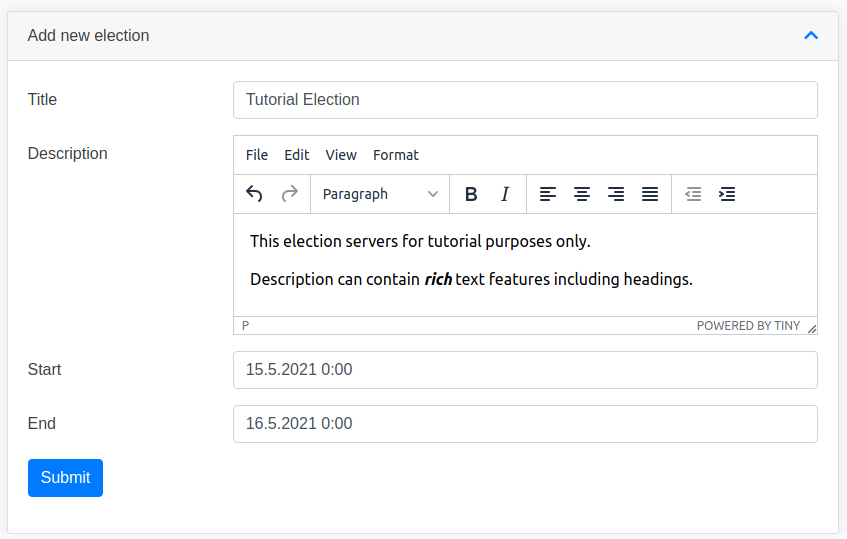 Add new election
Title
Tutorial Election
Description
File Edit View Format
Paragraph B I
This election servers for tutorial purposes only.
Description can contain rich text features including headings.
P POWERED BY TINY
Start
15.5.2021 0:00
End
16.5.2021 0:00
Submit